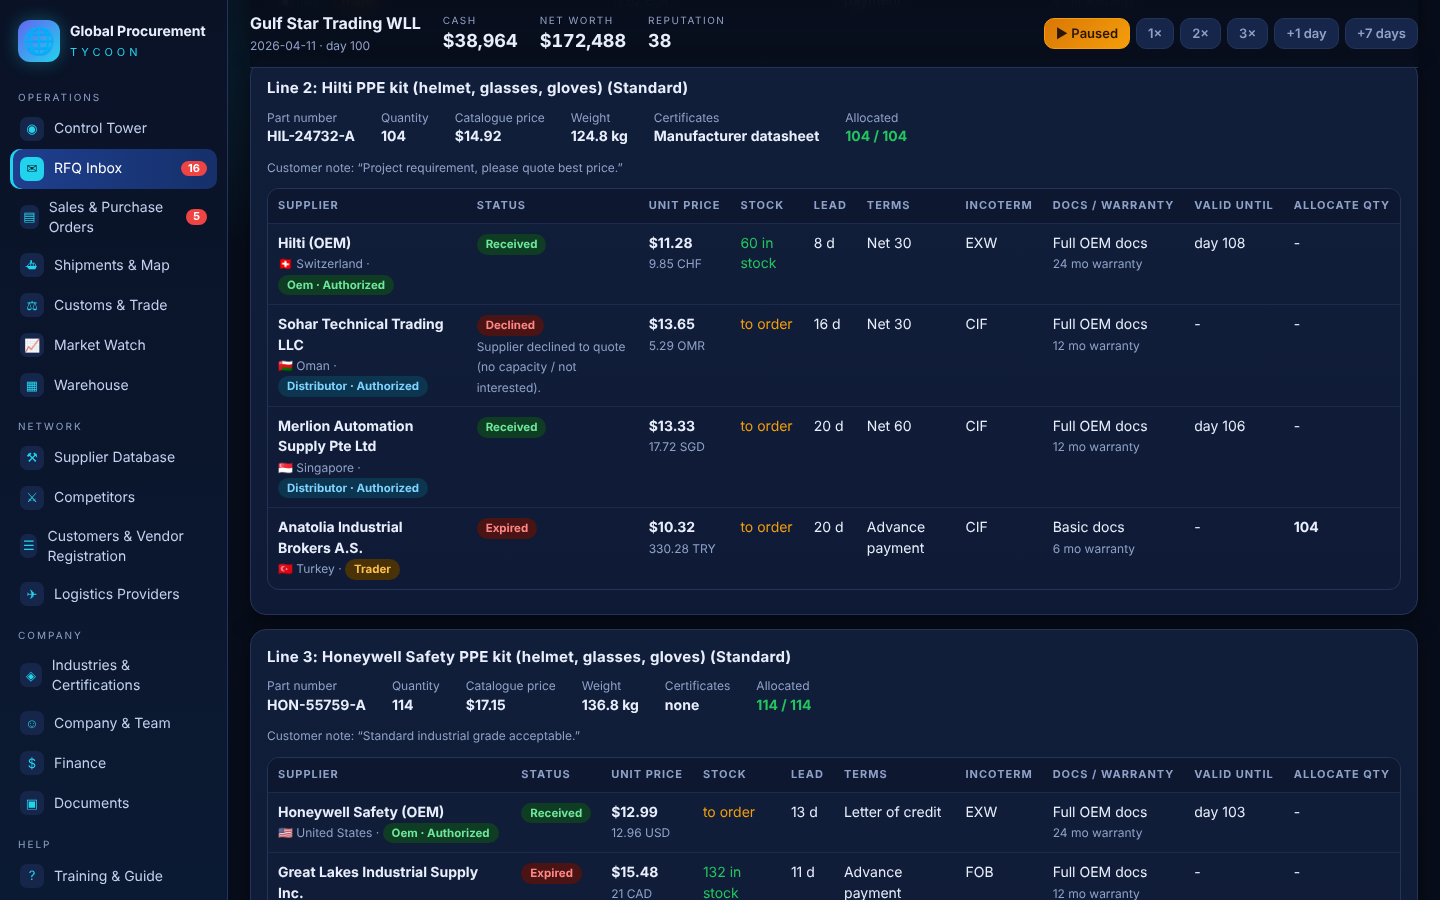 Global Procurement
TYCOON
OPERATIONS
Control Tower
RFQ Inbox 16
Sales & Purchase
Orders 5
Shipments & Map
Customs & Trade
Market Watch
Warehouse
NETWORK
Supplier Database
Competitors
Customers & Vendor
Registration
Logistics Providers
COMPANY
Industries &
Certifications
Company & Team
Finance
Documents
HELP
Training & Guide
Gulf Star Trading WLL
2026-04-11 · day 100
CASH
$38,964
NET WORTH
$172,488
REPUTATION
38
▶ Paused 1× 2× 3× +1 day +7 days
Line 2: Hilti PPE kit (helmet, glasses, gloves) (Standard)
Part number Quantity Catalogue price Weight Certificates Allocated
HIL-24732-A 104 $14.92 124.8 kg Manufacturer datasheet 104 / 104
Customer note: “Project requirement, please quote best price.”
SUPPLIER STATUS UNIT PRICE STOCK LEAD TERMS INCOTERM DOCS / WARRANTY VALID UNTIL ALLOCATE QTY
Hilti (OEM) Received $11.28 60 in 8 d Net 30 EXW Full OEM docs day 108 -
Switzerland · 9.85 CHF stock 24 mo warranty
Oem · Authorized
Sohar Technical Trading Declined $13.65 to order 16 d Net 30 CIF Full OEM docs - -
LLC Supplier declined to quote 5.29 OMR 12 mo warranty
Oman · (no capacity / not
Distributor · Authorized interested).
Merlion Automation Received $13.33 to order 20 d Net 60 CIF Full OEM docs day 106 -
Supply Pte Ltd 17.72 SGD 12 mo warranty
Singapore ·
Distributor · Authorized
Anatolia Industrial Expired $10.32 to order 20 d Advance CIF Basic docs - 104
Brokers A.S. 330.28 TRY payment 6 mo warranty
Turkey · Trader
Line 3: Honeywell Safety PPE kit (helmet, glasses, gloves) (Standard)
Part number Quantity Catalogue price Weight Certificates Allocated
HON-55759-A 114 $17.15 136.8 kg none 114 / 114
Customer note: “Standard industrial grade acceptable.”
SUPPLIER STATUS UNIT PRICE STOCK LEAD TERMS INCOTERM DOCS / WARRANTY VALID UNTIL ALLOCATE QTY
Honeywell Safety (OEM) Received $12.99 to order 13 d Letter of credit EXW Full OEM docs day 103 -
United States · Oem · Authorized 12.96 USD 24 mo warranty
Great Lakes Industrial Supply Expired $15.48 132 in 11 d Advance FOB Full OEM docs - -
Inc. 21 CAD stock payment 12 mo warranty